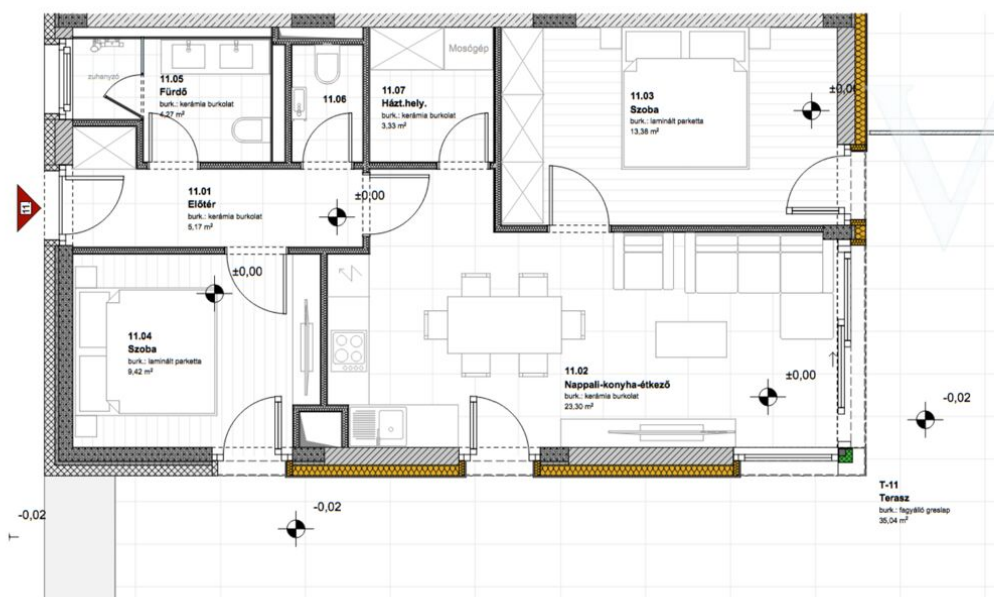 zuhanyzó
11.05
Fürdő
burk.: kerámia burkolat
4,27 m²
11.06
Mosógép
11.07
Házt.hely.
burk.: kerámia burkolat
3,33 m²
11.03
Szoba
burk.: laminált parketta
13,38 m²
±0,00
11
11.01
Előtér
burk.: kerámia burkolat
5,17 m²
±0,00
±0,00
11.04
Szoba
burk.: laminált parketta
9,42 m²
11.02
Nappali-konyha-étkező
burk.: kerámia burkolat
23,30 m²
±0,00
-0,02
T-11
Terasz
burk.: fagyálló greslap
35,04 m²
-0,02
-0,02
T